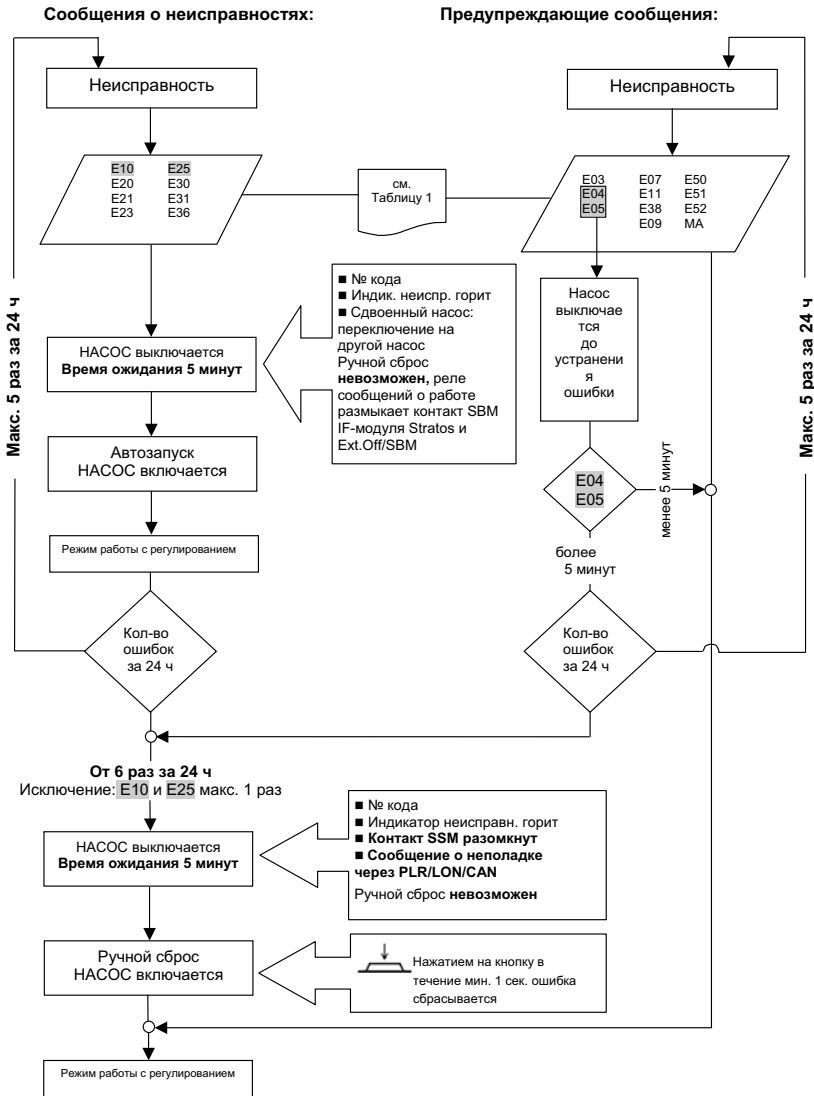 Сообщения о неисправностях:
Предупреждающие сообщения:
Неисправность
E10 E25
E20 E30
E21 E31
E23 E36
см.
Таблицу 1
Неисправность
E03 E07 E50
E04 E11 E51
E05 E38 E52
E09 MA
Макс. 5 раз за 24 ч
НАСОС выключается
Время ожидания 5 минут
■ № кода
■ Индик. неиспр. горит
■ Сдвоенный насос:
переключение на
другой насос
Ручной сброс
невозможен, реле
сообщений о работе
размыкает контакт SBM
IF-модуля Stratos и
Ext.Off/SBM
Насос
выключае
тся
до
устранени
я
ошибки
Макс. 5 раз за 24 ч
Автозапуск
НАСОС включается
E04
E05
менее 5 минут
Режим работы с регулированием
более
5 минут
Кол-во
ошибок
за 24 ч
Кол-во
ошибок
за 24 ч
От 6 раз за 24 ч
Исключение: E10 и E25 макс. 1 раз
НАСОС выключается
Время ожидания 5 минут
■ № кода
■ Индикатор неисправн. горит
■ Контакт SSM разомкнут
■ Сообщение о неполадке
через PLR/LON/CAN
Ручной сброс невозможен
Ручной сброс
НАСОС включается
Нажатием на кнопку в
течение мин. 1 сек. ошибка
сбрасывается
Режим работы с регулированием